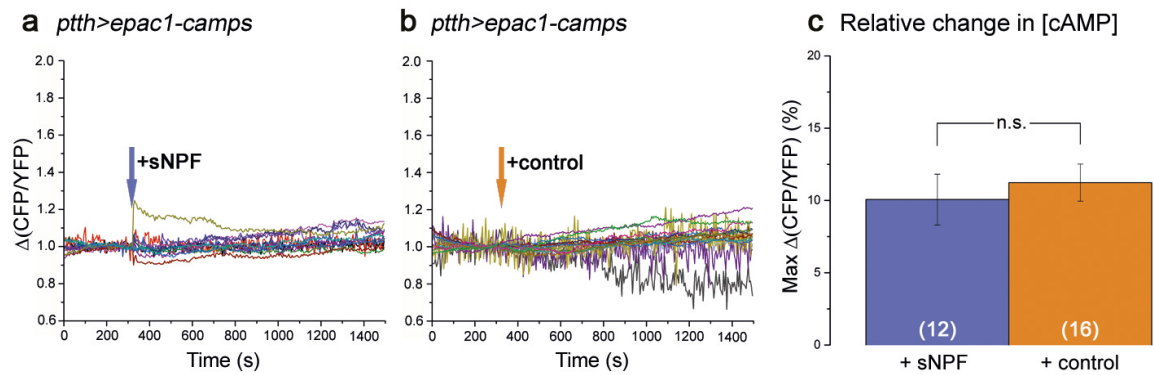 a ptth>epac1-camps
Δ(CFP/YFP)
2.0
1.8
1.6
1.4
1.2
1.0
0.8
0.6
+sNPF
0 200 400 600 800 1000 1200 1400
Time (s)
b ptth>epac1-camps
2.0
1.8
1.6
1.4
1.2
1.0
0.8
0.6
+control
0 200 400 600 800 1000 1200 1400
Time (s)
c Relative change in [cAMP]
Max Δ(CFP/YFP) (%)
20
15
10
5
0
n.s.
(12) (16)
+ sNPF + control